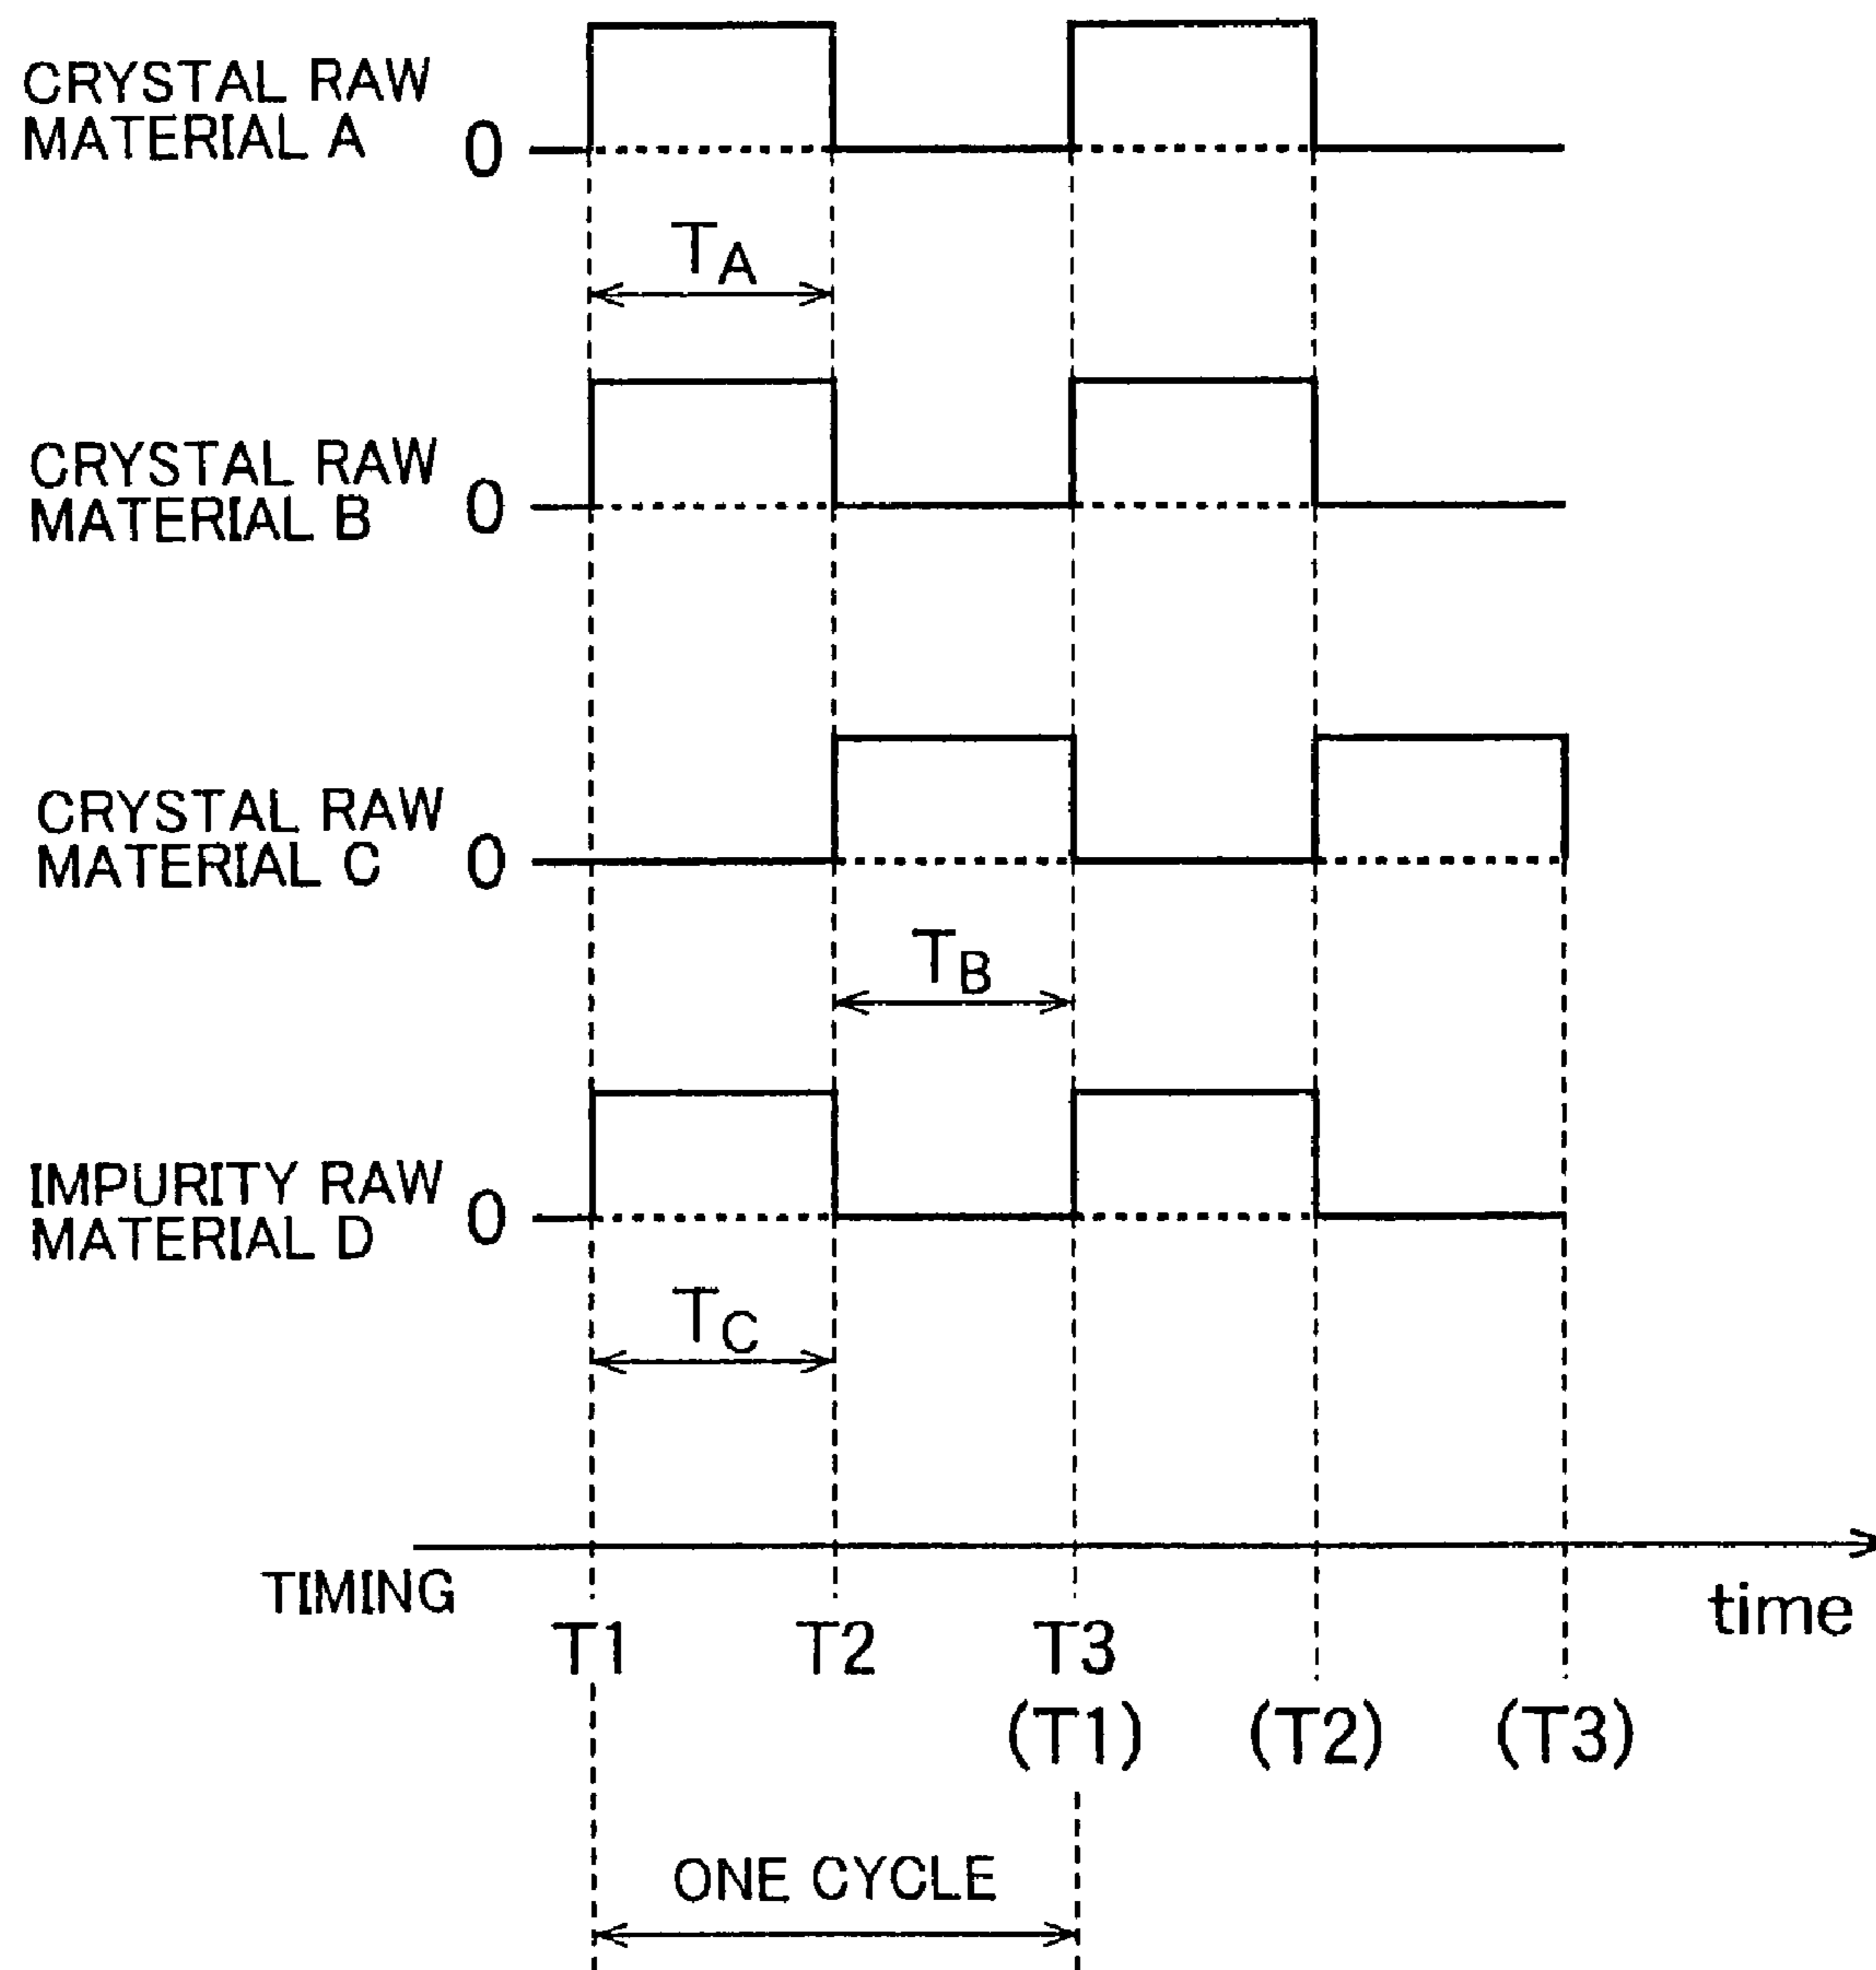 CRYSTAL RAW
MATERIAL A
0
TA
CRYSTAL RAW
MATERIAL B
0
CRYSTAL RAW
MATERIAL C
0
TB
IMPURITY RAW
MATERIAL D
0
TC
TIMING
time
T1 T2 T3
(T1) (T2) (T3)
ONE CYCLE